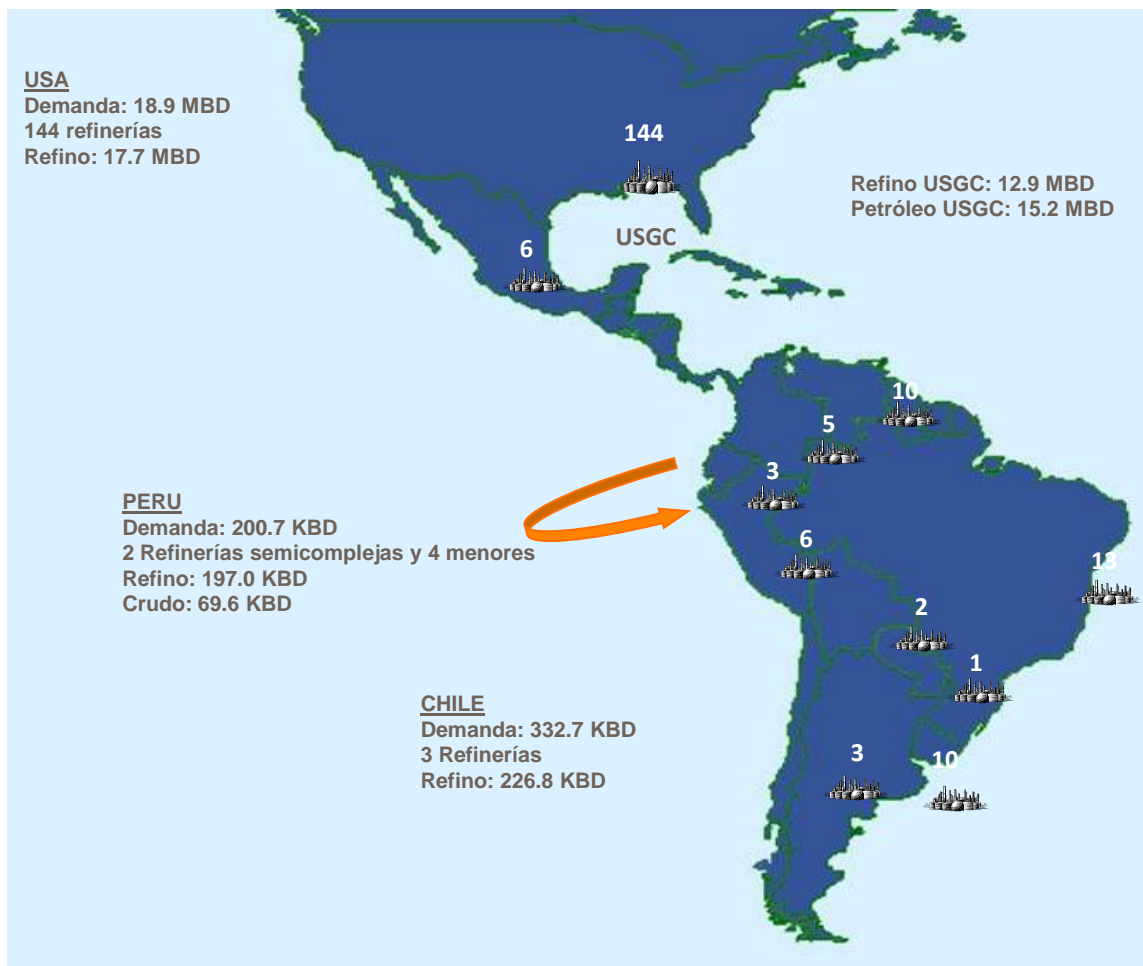 USA
Demanda: 18.9 MBD
144 refinerías
Refino: 17.7 MBD
144
Refino USGC: 12.9 MBD
Petróleo USGC: 15.2 MBD
USGC
6
10
5
3
PERU
Demanda: 200.7 KBD
2 Refinerías semicomplejas y 4 menores
Refino: 197.0 KBD
Crudo: 69.6 KBD
6
13
2
1
CHILE
Demanda: 332.7 KBD
3 Refinerías
Refino: 226.8 KBD
3
10